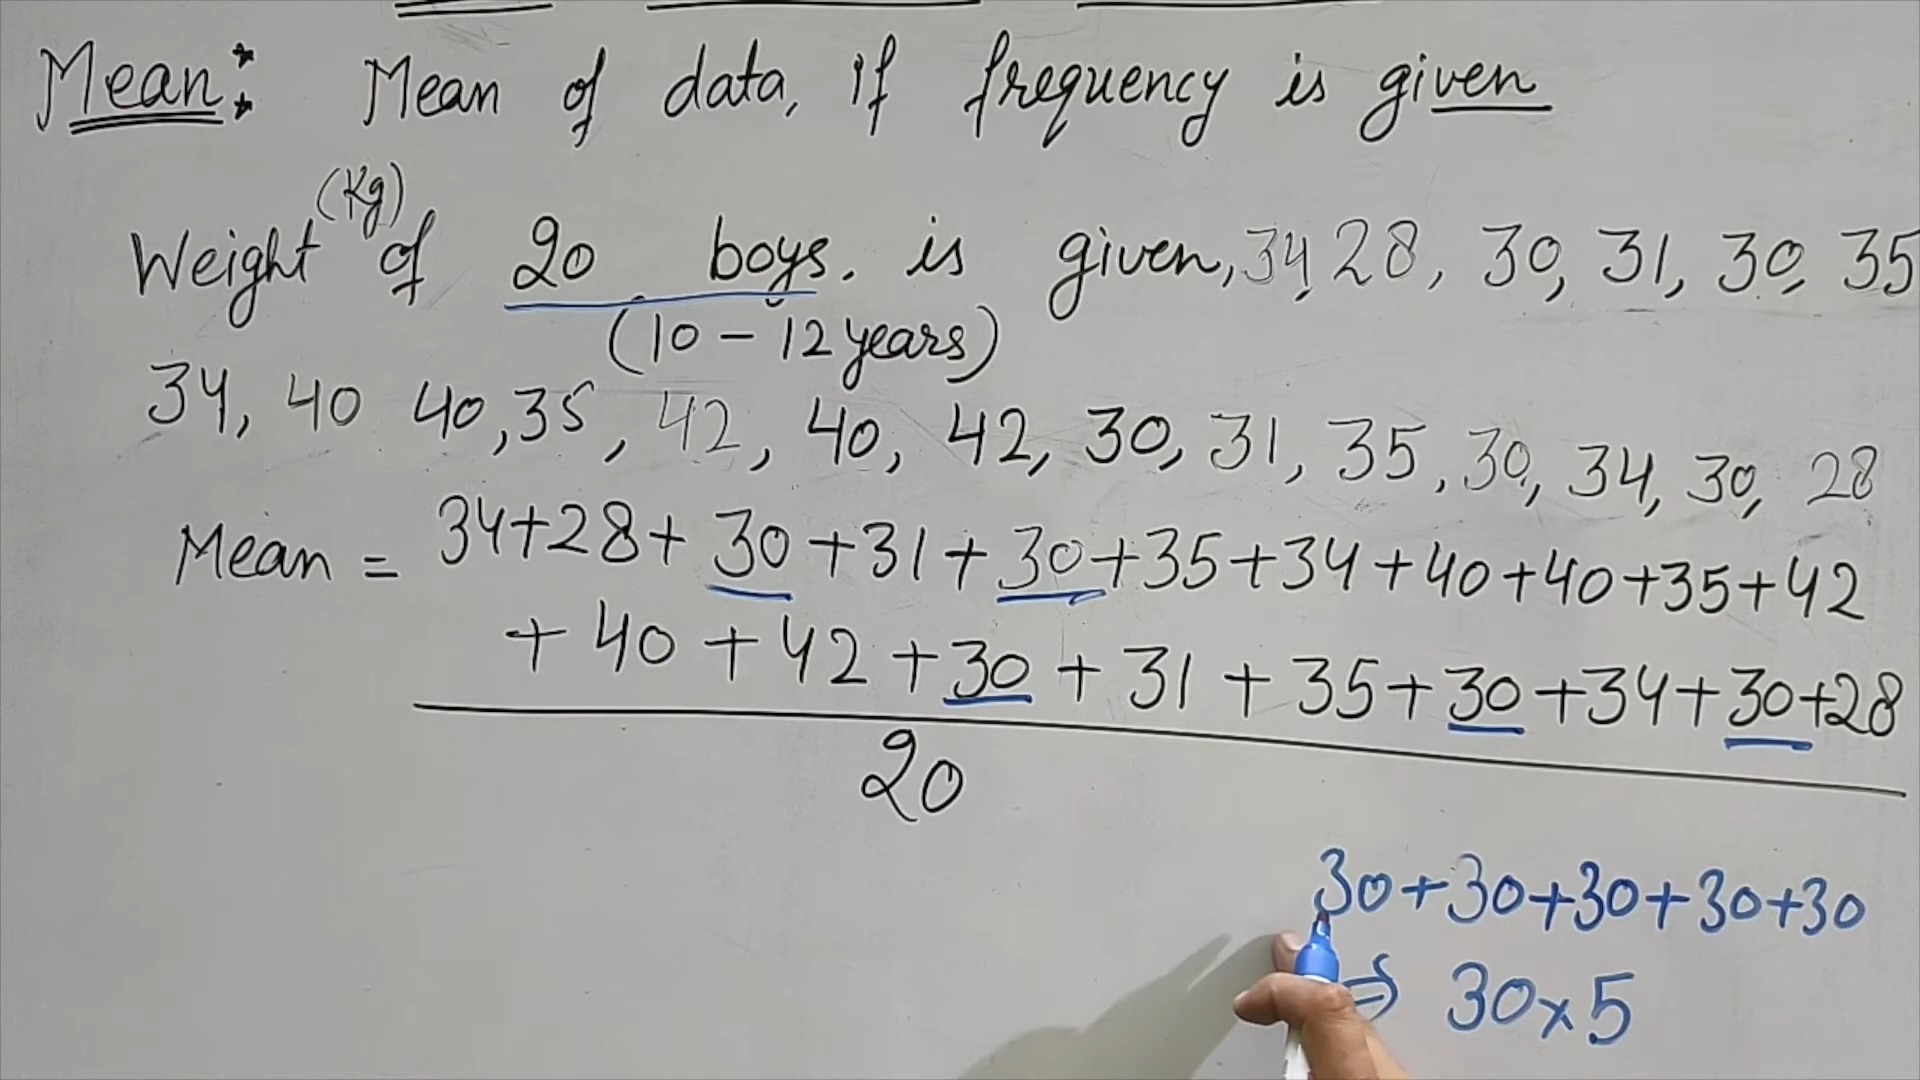 Mean: Mean of data, if frequency is given
Weight (Kg) of 20 boys. is given, 34, 28, 30, 31, 30, 35
(10 - 12 years)
34, 40 40, 35, 42, 40, 42, 30, 31, 35, 30, 34, 30, 28
Mean = 34+28+30+31+30+35+34+40+40+35+42
+40+42+30+31+35+30+34+30+28
20
30+30+30+30+30
⇒ 30×5